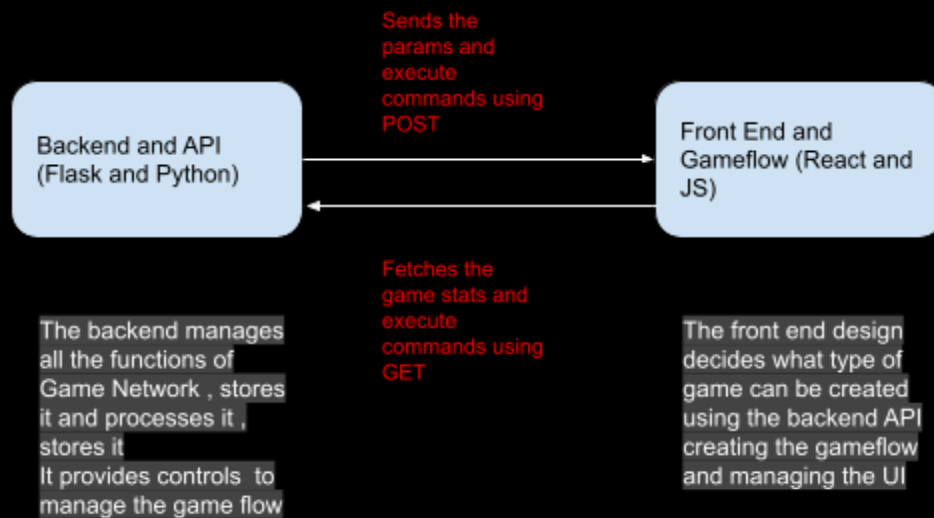 Sends the
params and
execute
commands using
POST
Backend and API
(Flask and Python)
Front End and
Gameflow (React and
JS)
Fetches the
game stats and
execute
commands using
GET
The backend manages
all the functions of
Game Network , stores
it and processes it ,
stores it
It provides controls  to
manage the game flow
The front end design
decides what type of
game can be created
using the backend API
creating the gameflow
and managing the UI